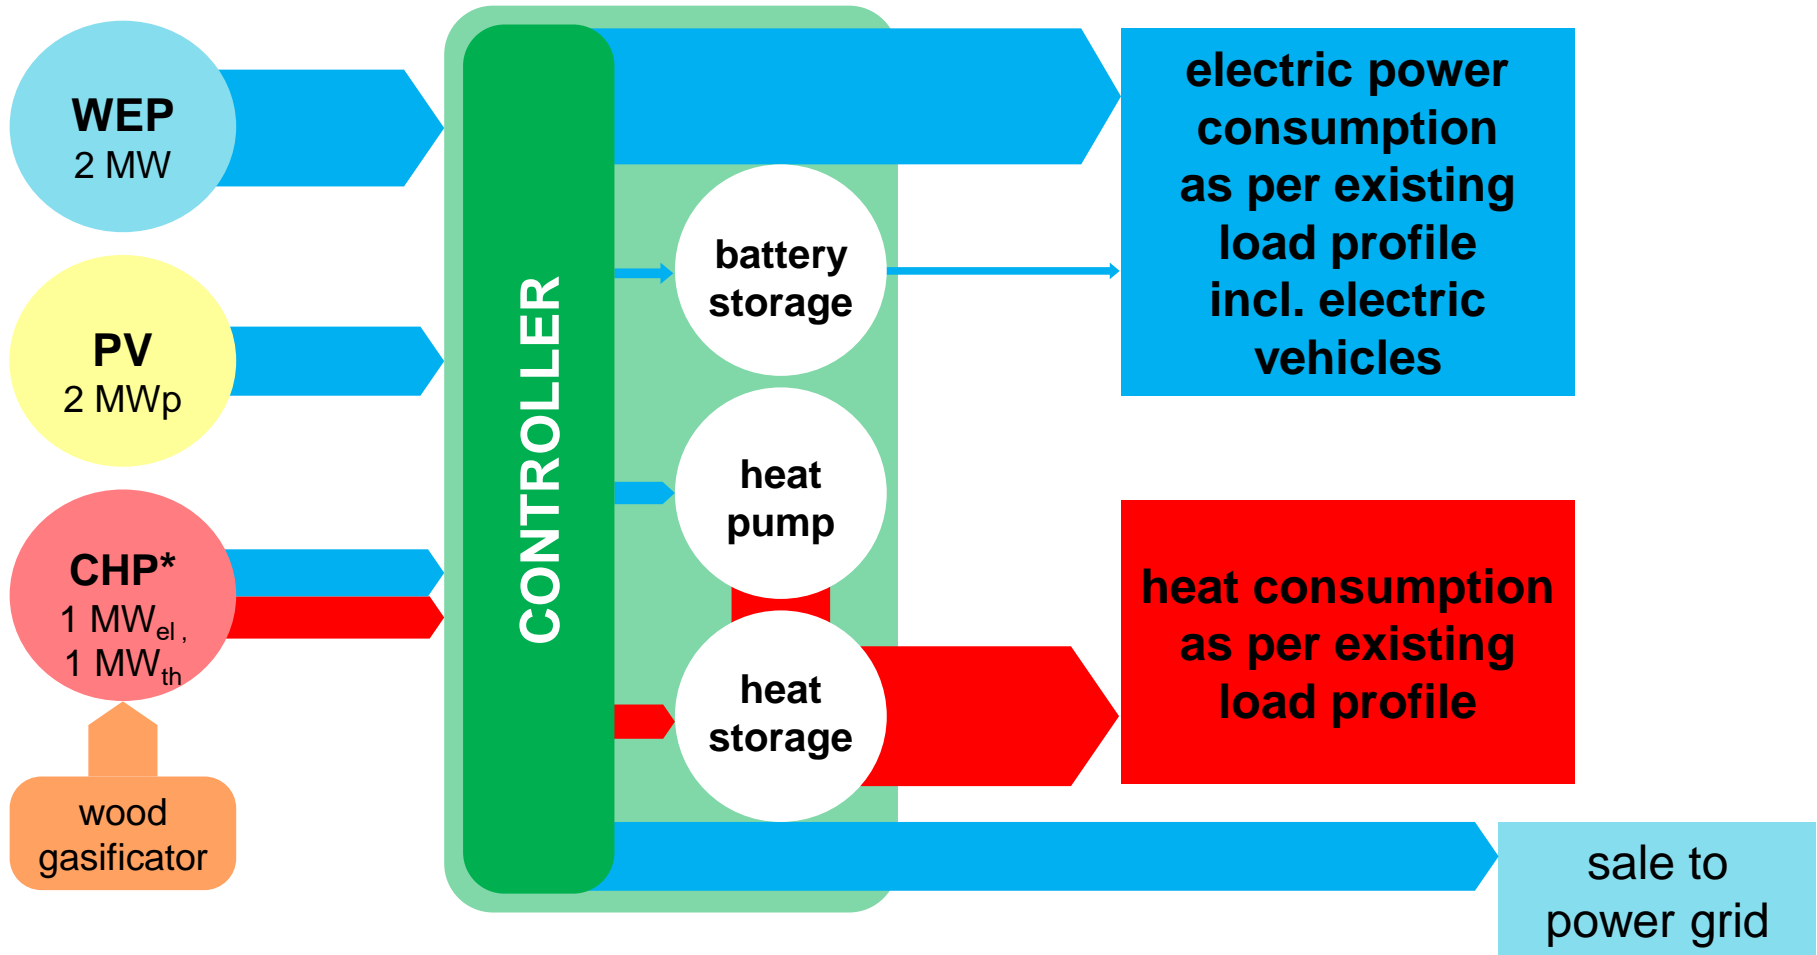 WEP
2 MW
PV
2 MWp
CHP*
1 MWel ,
1 MWth
wood
gasificator
CONTROLLER
battery
storage
heat
pump
heat
storage
electric power
consumption
as per existing
load profile
incl. electric
vehicles
heat consumption
as per existing
load profile
sale to
power grid